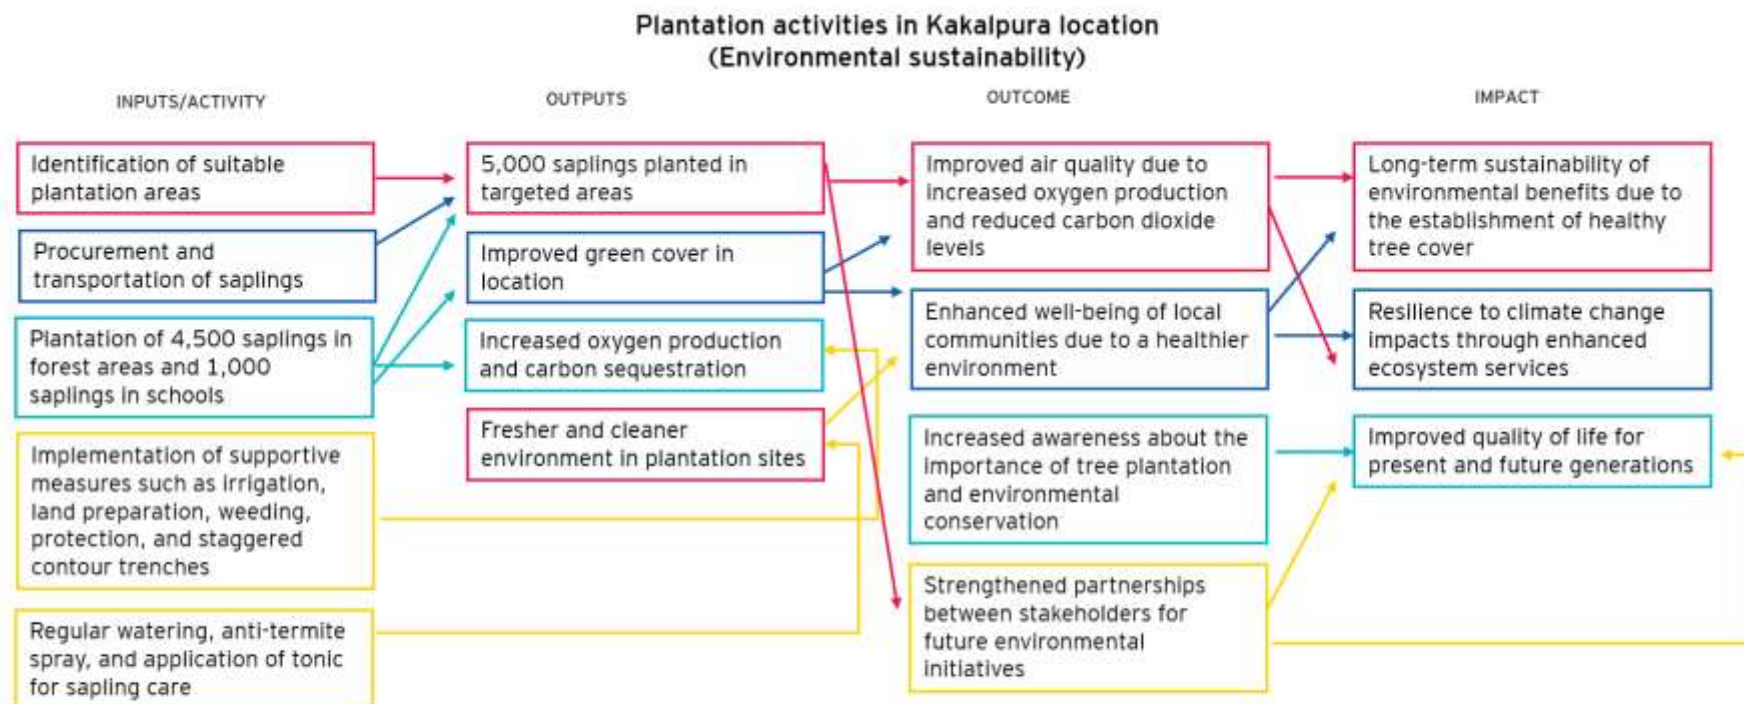 Plantation activities in Kakalpura location
(Environmental sustainability)
INPUTS/ACTIVITY
OUTPUTS
OUTCOME
IMPACT
Identification of suitable
plantation areas
Procurement and
transportation of saplings
Plantation of 4,500 saplings in
forest areas and 1,000
saplings in schools
Implementation of supportive
measures such as irrigation,
land preparation, weeding,
protection, and staggered
contour trenches
Regular watering, anti-termite
spray, and application of tonic
for sapling care
5,000 saplings planted in
targeted areas
Improved green cover in
location
Increased oxygen production
and carbon sequestration
Fresher and cleaner
environment in plantation sites
Improved air quality due to
increased oxygen production
and reduced carbon dioxide
levels
Enhanced well-being of local
communities due to a healthier
environment
Increased awareness about the
importance of tree plantation
and environmental
conservation
Strengthened partnerships
between stakeholders for
future environmental
initiatives
Long-term sustainability of
environmental benefits due to
the establishment of healthy
tree cover
Resilience to climate change
impacts through enhanced
ecosystem services
Improved quality of life for
present and future generations